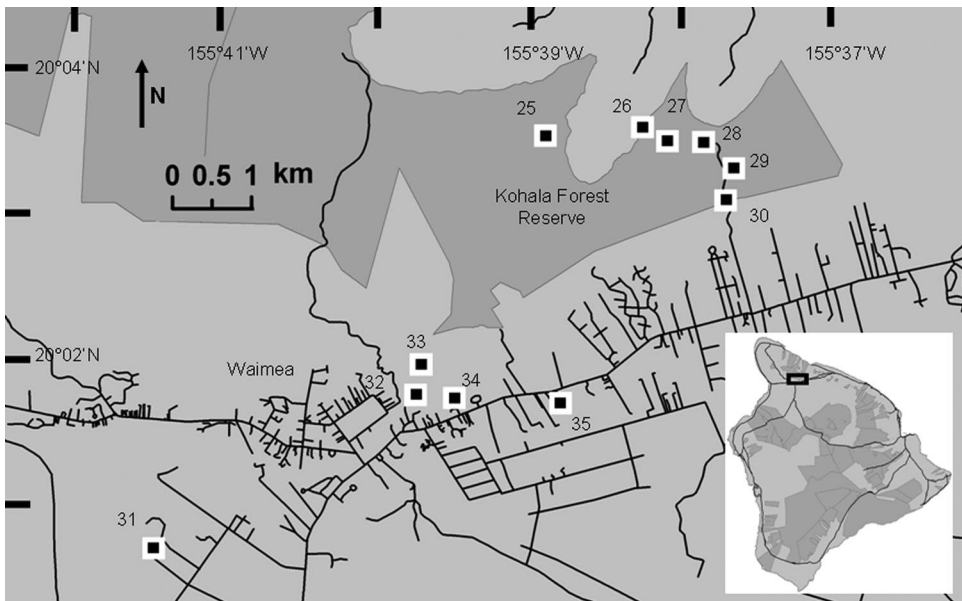 155°41'W
155°39'W
155°37'W
20°04'N
N
0 0.5 1 km
25
26
27
28
29
30
Kohala Forest
Reserve
20°02'N
33
Waimea
32
34
35
31